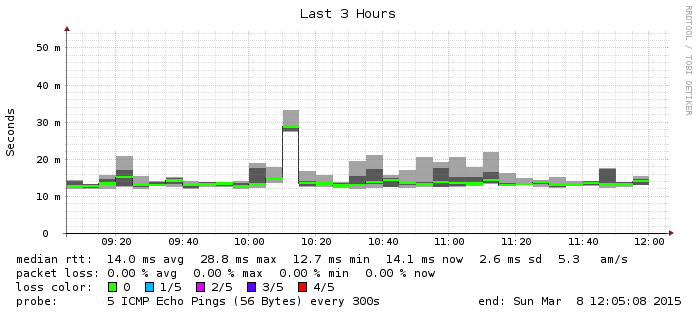 Last 3 Hours
RRDTOOL / TOBI OETIKER
Seconds
50 m
40 m
30 m
20 m
10 m
0
09:20 09:40 10:00 10:20 10:40 11:00 11:20 11:40 12:00
median rtt: 14.0 ms avg 28.8 ms max 12.7 ms min 14.1 ms now 2.6 ms sd 5.3 am/s
packet loss: 0.00 % avg 0.00 % max 0.00 % min 0.00 % now
loss color: 0 1/5 2/5 3/5 4/5
probe: 5 ICMP Echo Pings (56 Bytes) every 300s end: Sun Mar 8 12:05:08 2015